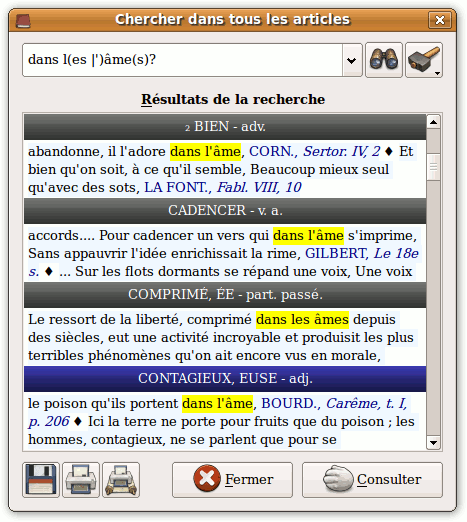 Chercher dans tous les articles
dans l(es |')âme(s)?
Résultats de la recherche
₂ BIEN - adv.
abandonne, il l'adore dans l'âme, CORN., Sertor. IV, 2 ♦ Et
bien qu'on soit, à ce qu'il semble, Beaucoup mieux seul
qu'avec des sots, LA FONT., Fabl. VIII, 10
CADENCER - v. a.
accords.... Pour cadencer un vers qui dans l'âme s'imprime,
Sans appauvrir l'idée enrichissait la rime, GILBERT, Le 18e
s. ♦ ... Sur les flots dormants se répand une voix, Une voix
COMPRIMÉ, ÉE - part. passé.
Le ressort de la liberté, comprimé dans les âmes depuis
des siècles, eut une activité incroyable et produisit les plus
terribles phénomènes qu'on ait encore vus en morale,
CONTAGIEUX, EUSE - adj.
le poison qu'ils portent dans l'âme, BOURD., Carême, t. I,
p. 206 ♦ Ici la terre ne porte pour fruits que du poison ; les
hommes, contagieux, ne se parlent que pour se
Fermer
Consulter